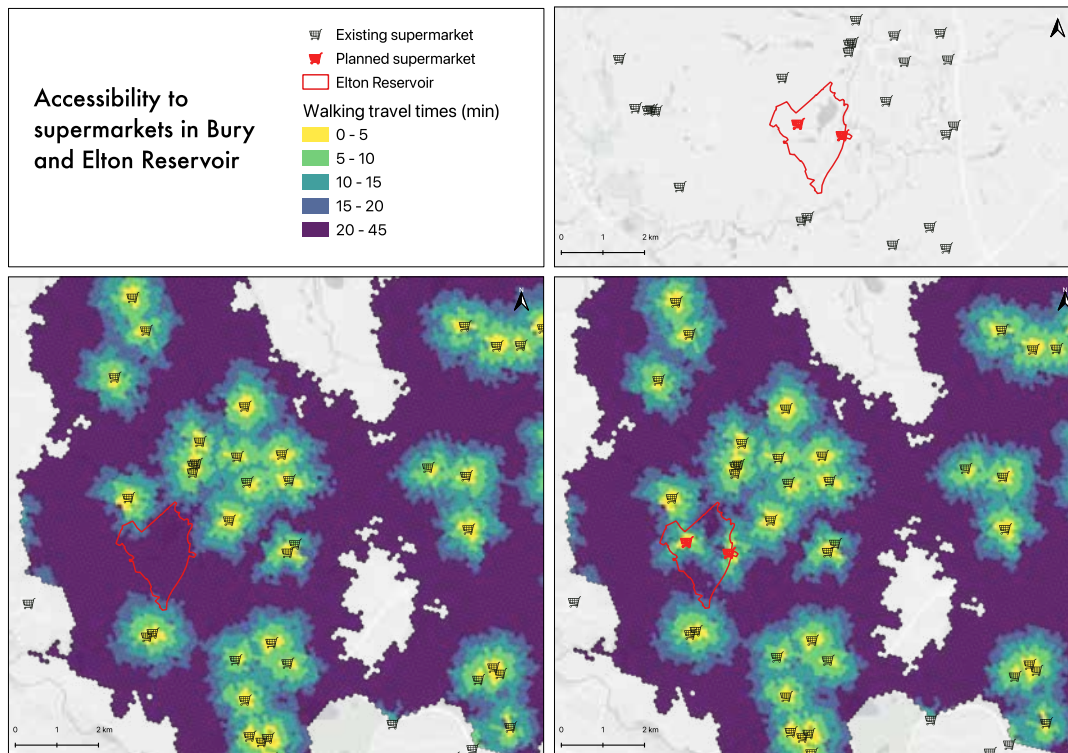 Accessibility to
supermarkets in Bury
and Elton Reservoir
Existing supermarket
Planned supermarket
Elton Reservoir
Walking travel times (min)
0 - 5
5 - 10
10 - 15
15 - 20
20 - 45
0 1 2 km
N
0 1 2 km
N
0 1 2 km